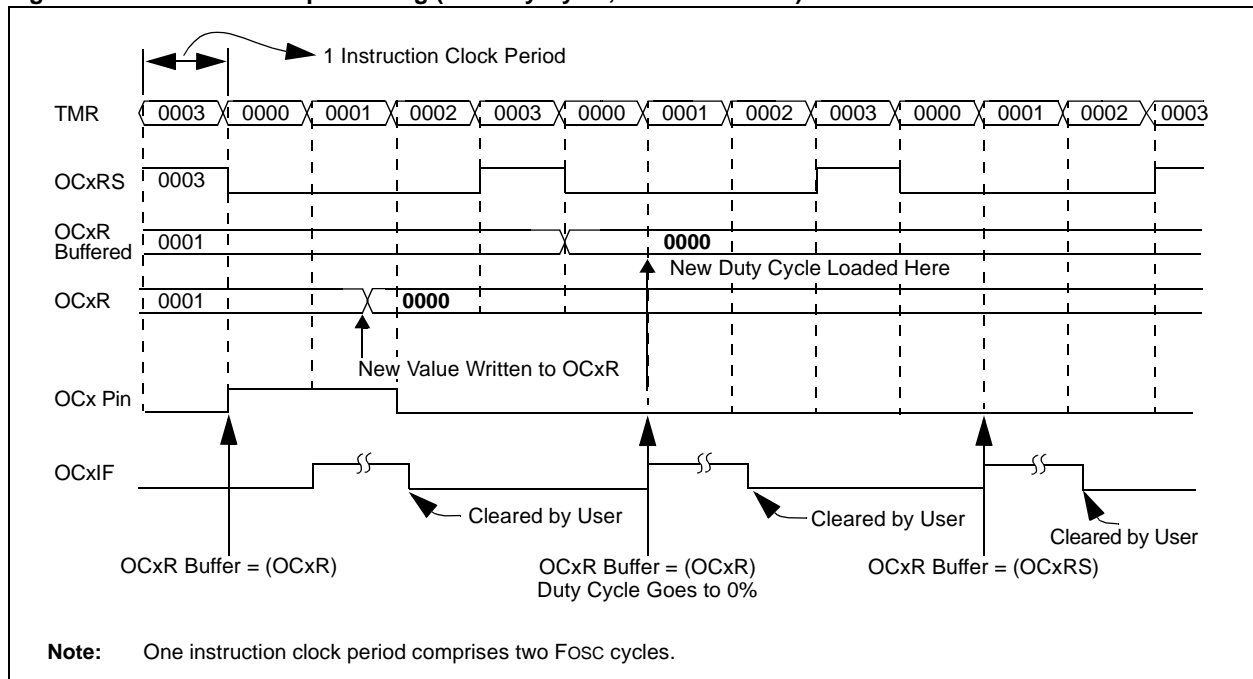 1 Instruction Clock Period
TMR 0003 0000 0001 0002 0003 0000 0001 0002 0003 0000 0001 0002 0003
OCxRS 0003
OCxR
Buffered 0001 0000
New Duty Cycle Loaded Here
OCxR 0001 0000
New Value Written to OCxR
OCx Pin
OCxIF
Cleared by User
Cleared by User
Cleared by User
OCxR Buffer = (OCxR)
OCxR Buffer = (OCxR)
Duty Cycle Goes to 0%
OCxR Buffer = (OCxRS)
Note: One instruction clock period comprises two FOSC cycles.